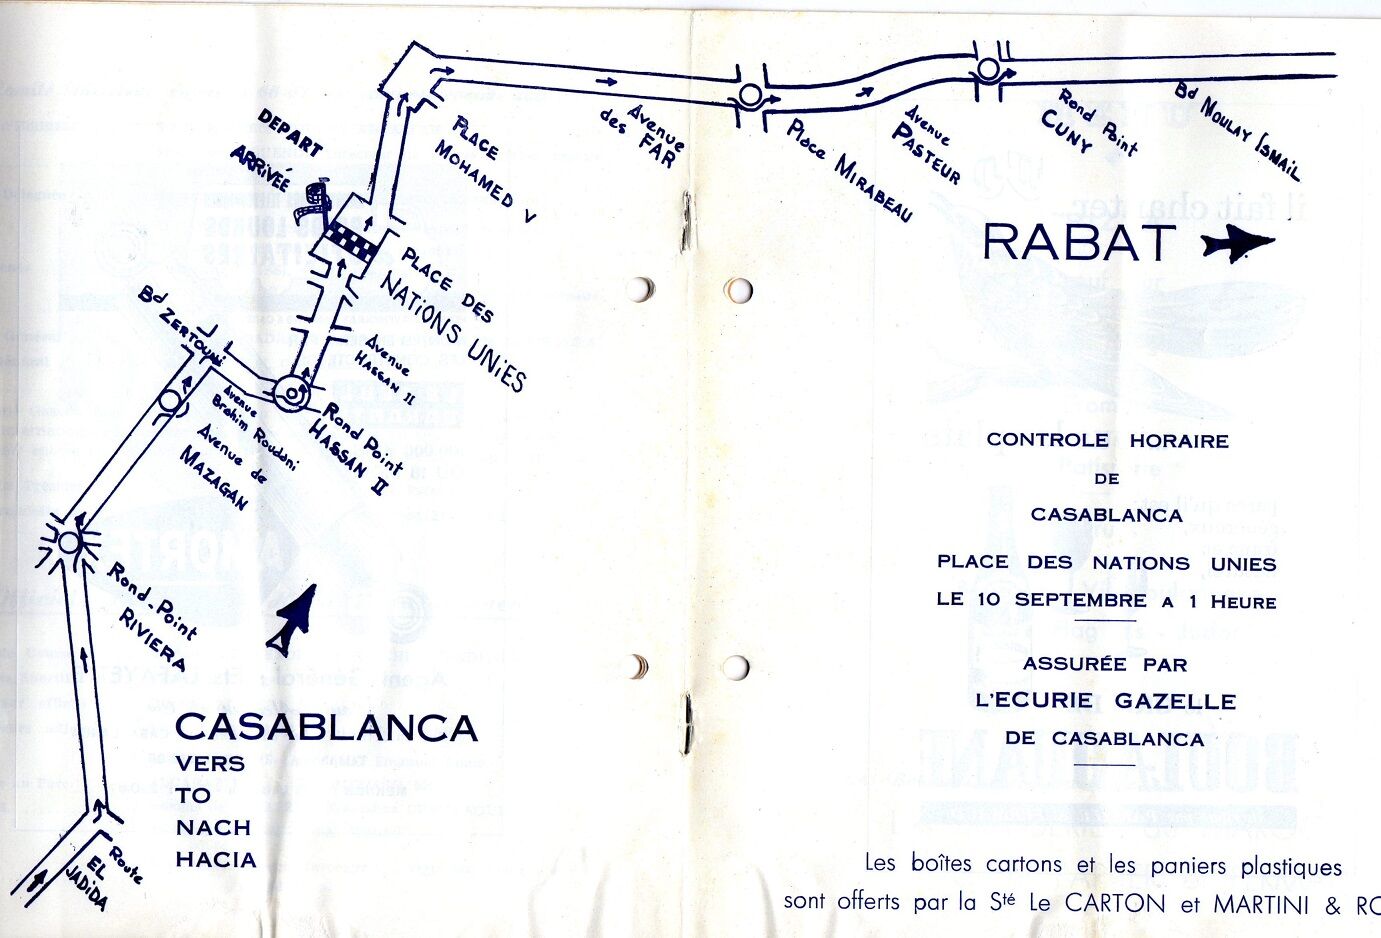 DEPART
ARRIVÉE
PLACE
MOHAMED V
Avenue
des FAR
Place MIRABEAU
Avenue
PASTEUR
Rond Point
CUNY
Bd MOULAY ISMAIL
RABAT
PLACE DES
NATIONS UNIES
Bd ZERTOUNI
Avenue
HASSAN II
Avenue
Brahim Roudani
Rond Point
HASSAN II
Avenue de
MAZAGAN
Rond-Point
RIVIERA
Route
EL
JADIDA
CASABLANCA
VERS
TO
NACH
HACIA
CONTROLE HORAIRE
DE
CASABLANCA
PLACE DES NATIONS UNIES
LE 10 SEPTEMBRE A 1 HEURE
ASSURÉE PAR
L'ECURIE GAZELLE
DE CASABLANCA
Les boîtes cartons et les paniers plastiques
sont offerts par la Sté Le CARTON et MARTINI & RO